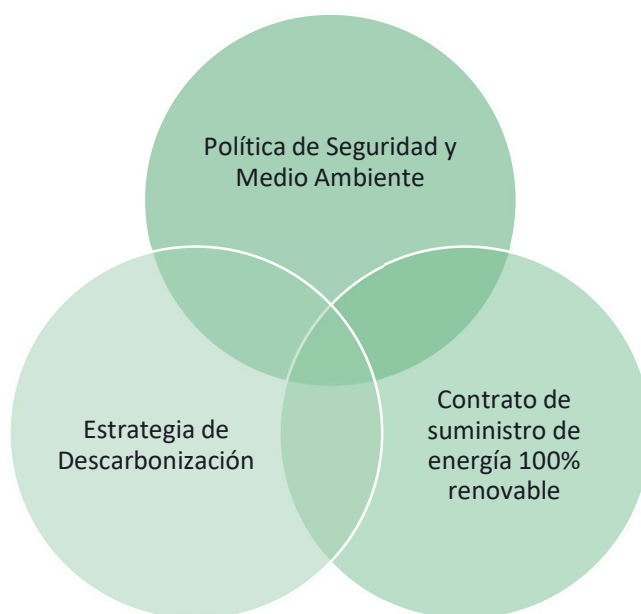 Política de Seguridad y
Medio Ambiente
Estrategia de
Descarbonización
Contrato de
suministro de
energía 100%
renovable